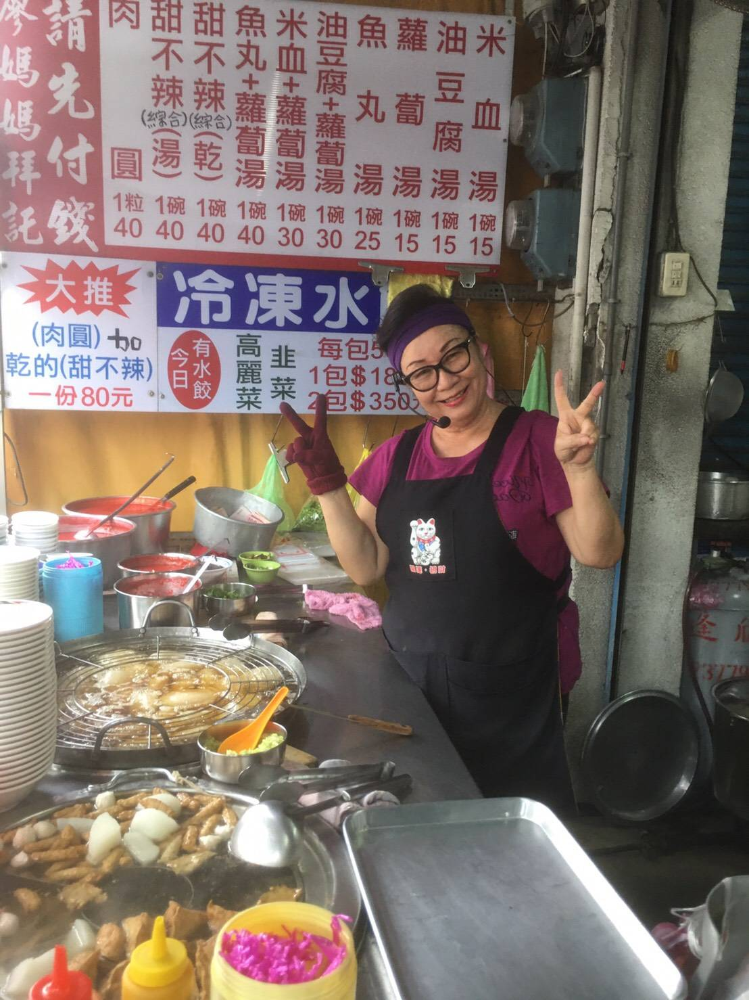 請先付錢
廖媽媽拜託
肉圓 1粒 40
甜不辣(綜合)(湯) 1碗 40
甜不辣(綜合)(乾) 1碗 40
魚丸+蘿蔔湯 1碗 40
米血+蘿蔔湯 1碗 30
油豆腐+蘿蔔湯 1碗 30
魚丸湯 1碗 25
蘿蔔湯 1碗 15
油豆腐湯 1碗 15
米血湯 1碗 15
大推
(肉圓)加
乾的(甜不辣)
一份80元
冷凍水
今日有水餃
高麗菜
韭菜
每包5
1包$18
2包$350